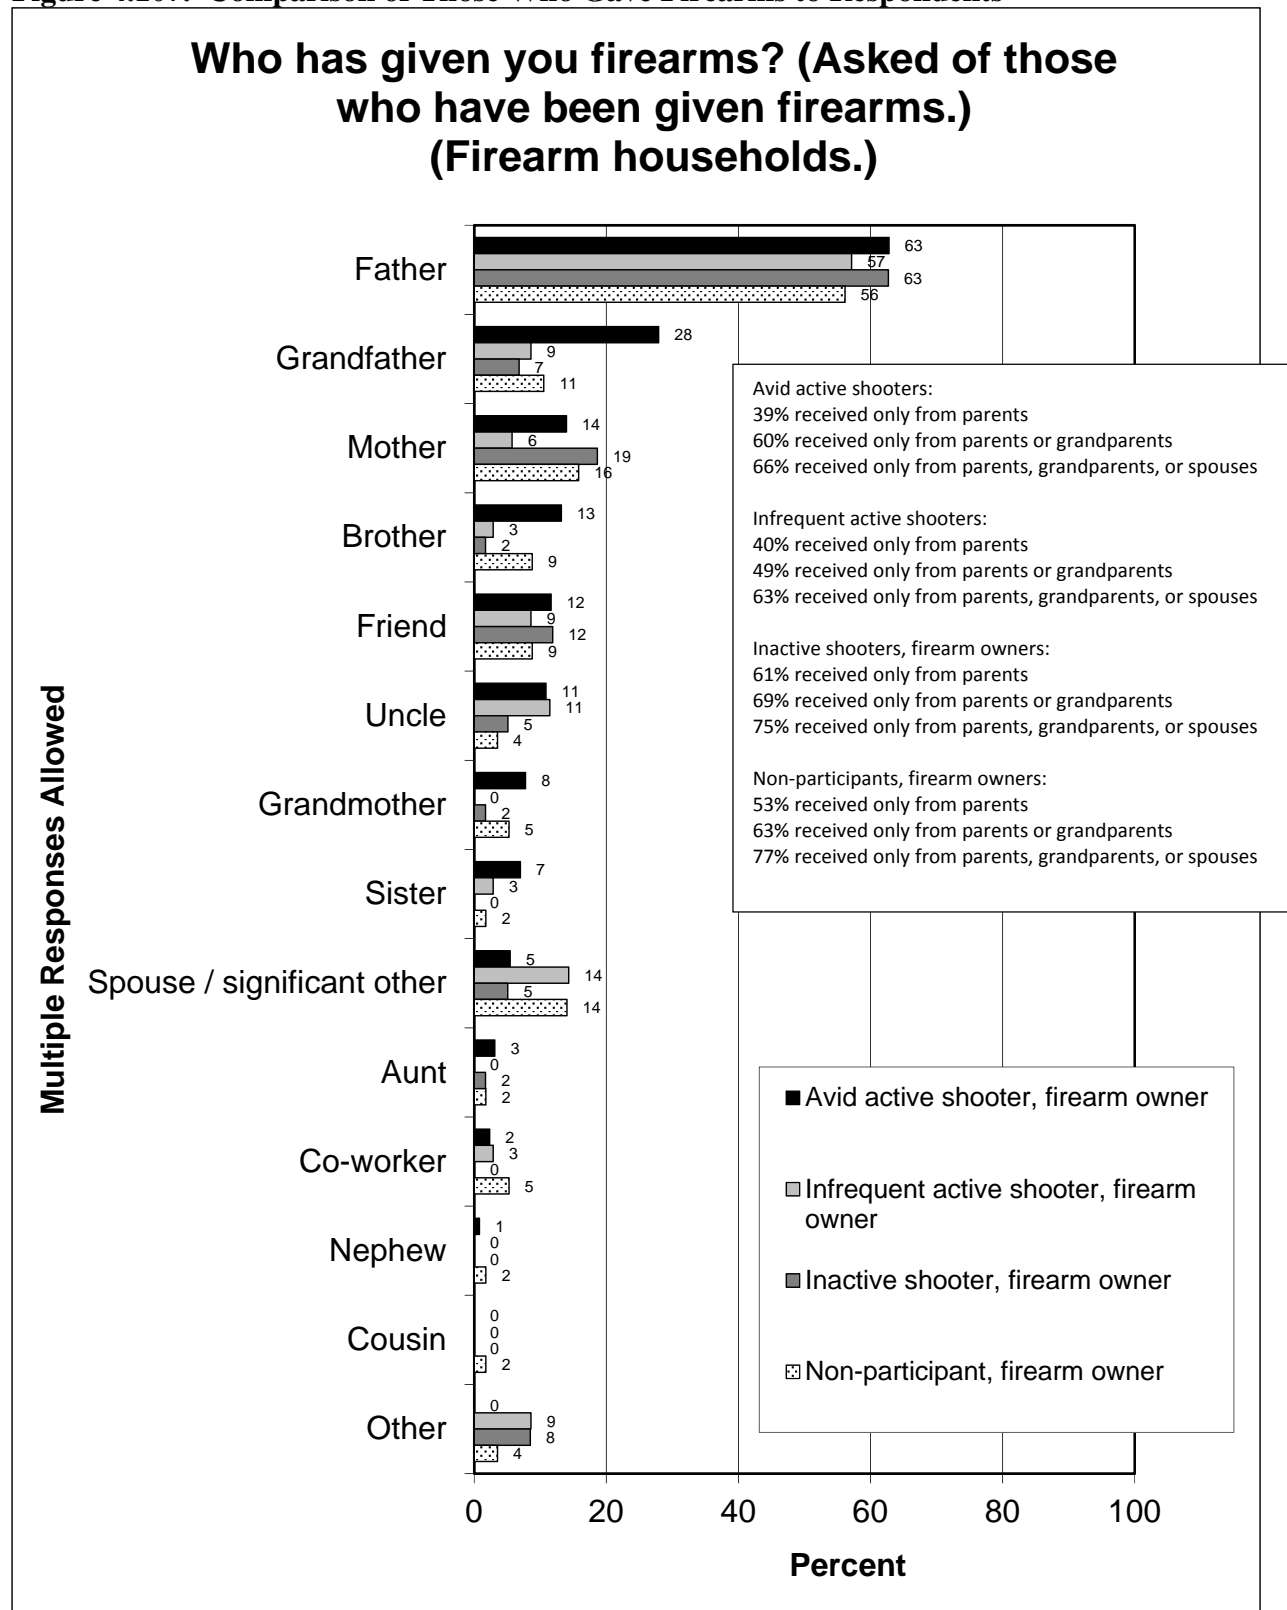 Who has given you firearms? (Asked of those
who have been given firearms.)
(Firearm households.)
Multiple Responses Allowed
Father
63
57
63
56
Grandfather
28
9
7
11
Mother
14
6
19
16
Brother
13
3
2
9
Friend
12
9
12
9
Uncle
11
11
5
4
Grandmother
8
0
2
5
Sister
7
3
0
2
Spouse / significant other
5
14
5
14
Aunt
3
0
2
2
Co-worker
2
3
0
5
Nephew
1
0
0
2
Cousin
0
0
0
2
Other
0
9
8
4
Avid active shooters:
39% received only from parents
60% received only from parents or grandparents
66% received only from parents, grandparents, or spouses
Infrequent active shooters:
40% received only from parents
49% received only from parents or grandparents
63% received only from parents, grandparents, or spouses
Inactive shooters, firearm owners:
61% received only from parents
69% received only from parents or grandparents
75% received only from parents, grandparents, or spouses
Non-participants, firearm owners:
53% received only from parents
63% received only from parents or grandparents
77% received only from parents, grandparents, or spouses
Avid active shooter, firearm owner
Infrequent active shooter, firearm
owner
Inactive shooter, firearm owner
Non-participant, firearm owner
0 20 40 60 80 100
Percent